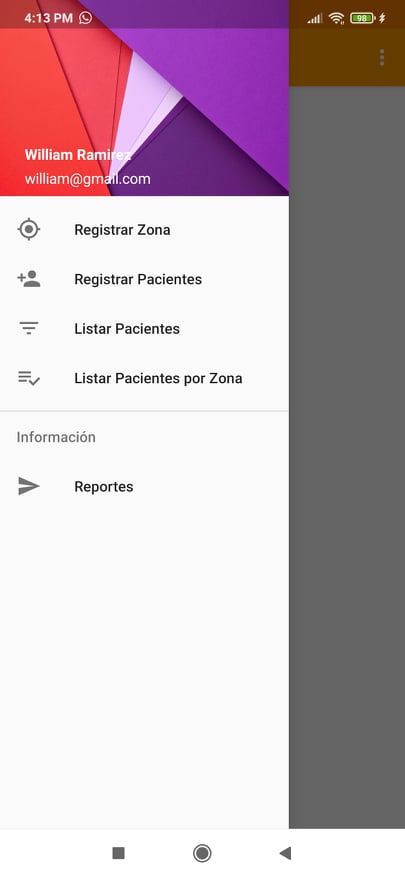 4:13 PM
98
William Ramirez
william@gmail.com
Registrar Zona
Registrar Pacientes
Listar Pacientes
Listar Pacientes por Zona
Información
Reportes